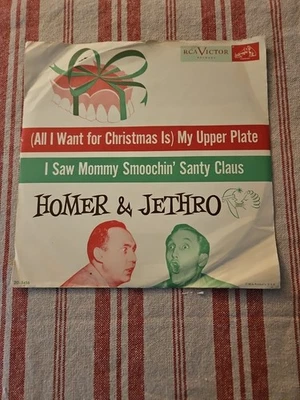 RCA VICTOR
(All I Want for Christmas Is) My Upper Plate
I Saw Mommy Smoochin' Santy Claus
HOMER & JETHRO